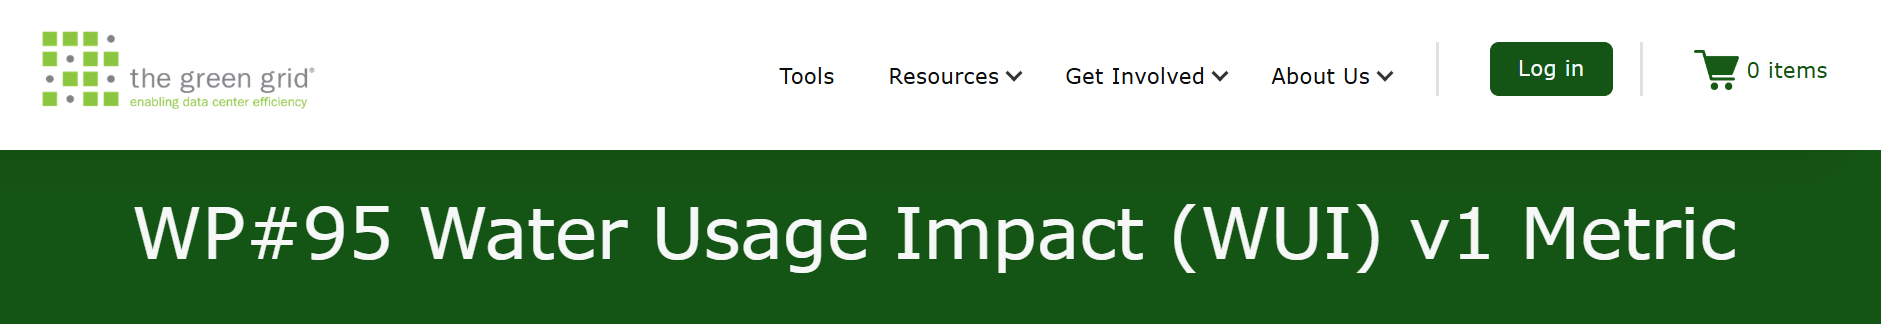 the green grid®
enabling data center efficiency
Tools Resources Get Involved About Us Log in 0 items
WP#95 Water Usage Impact (WUI) v1 Metric